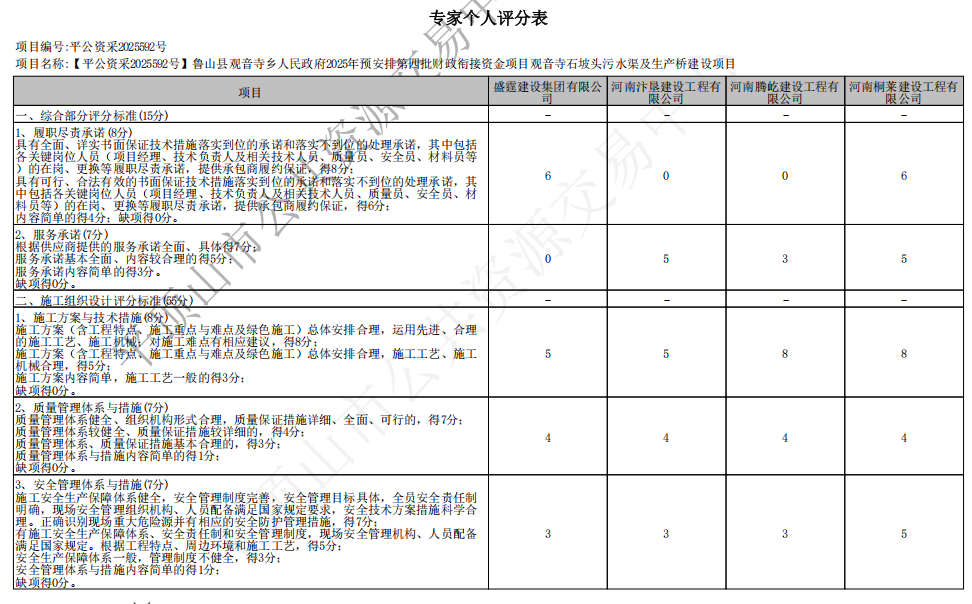 专家个人评分表
项目编号:平公资采2025592号
项目名称:【平公资采2025592号】鲁山县观音寺乡人民政府2025年预安排第四批财政衔接资金项目观音寺石坡头污水渠及生产桥建设项目
项目 盛霆建设集团有限公司 河南汴垦建设工程有限公司 河南腾屹建设工程有限公司 河南桐莱建设工程有限公司
一、综合部分评分标准(15分) - - - -
1、履职尽责承诺(8分)
具有全面、详实书面保证技术措施落实到位的承诺和落实不到位的处理承诺，其中包括
各关键岗位人员（项目经理、技术负责人及相关技术人员、质量员、安全员、材料员等
）的在岗、更换等履职尽责承诺，提供承包商履约保证，得8分；
具有可行、合法有效的书面保证技术措施落实到位的承诺和落实不到位的处理承诺，其
中包括各关键岗位人员（项目经理、技术负责人及相关技术人员、质量员、安全员、材
料员等）的在岗、更换等履职尽责承诺，提供承包商履约保证，得6分；
内容简单的得4分；缺项得0分。
6 0 0 6
2、服务承诺(7分)
根据供应商提供的服务承诺全面、具体得7分；
服务承诺基本全面、内容较合理的得5分；
服务承诺内容简单的得3分。
缺项得0分。
0 5 3 5
二、施工组织设计评分标准(55分) - - - -
1、施工方案与技术措施(8分)
施工方案（含工程特点、施工重点与难点及绿色施工）总体安排合理，运用先进、合理
的施工工艺、施工机械；对施工难点有相应建议，得8分；
施工方案（含工程特点、施工重点与难点及绿色施工）总体安排合理，施工工艺、施工
机械合理，得5分；
施工方案内容简单，施工工艺一般的得3分；
缺项得0分。
5 5 8 8
2、质量管理体系与措施(7分)
质量管理体系健全、组织机构形式合理，质量保证措施详细、全面、可行的，得7分；
质量管理体系较健全、质量保证措施较详细的，得4分；
质量管理体系、质量保证措施基本合理的，得3分；
质量管理体系与措施内容简单的得1分；
缺项得0分。
4 4 4 4
3、安全管理体系与措施(7分)
施工安全生产保障体系健全，安全管理制度完善，安全管理目标具体，全员安全责任制
明确，现场安全管理组织机构、人员配备满足国家规定要求，安全技术方案措施科学合
理。正确识别现场重大危险源并有相应的安全防护管理措施，得7分；
有施工安全生产保障体系、安全责任制和安全管理制度，现场安全管理机构、人员配备
满足国家规定。根据工程特点、周边环境和施工工艺，得5分；
安全生产保障体系一般，管理制度不健全，得3分；
安全管理体系与措施内容简单的得1分；
缺项得0分。
3 3 3 5
平顶山市公共资源交易中
顶山市公共资源交易中